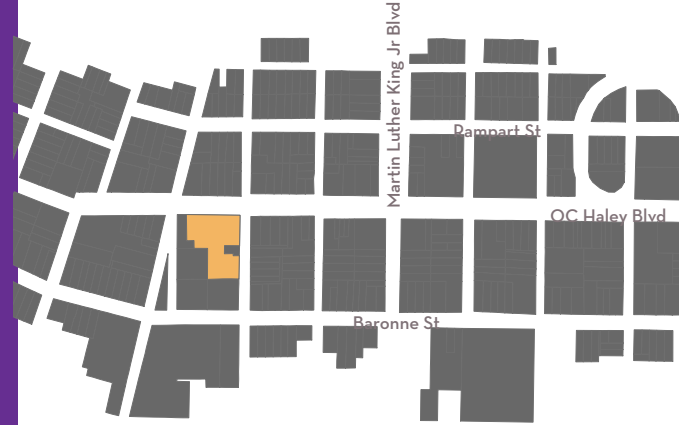 Martin Luther King Jr Blvd
Rampart St
OC Haley Blvd
Baronne St